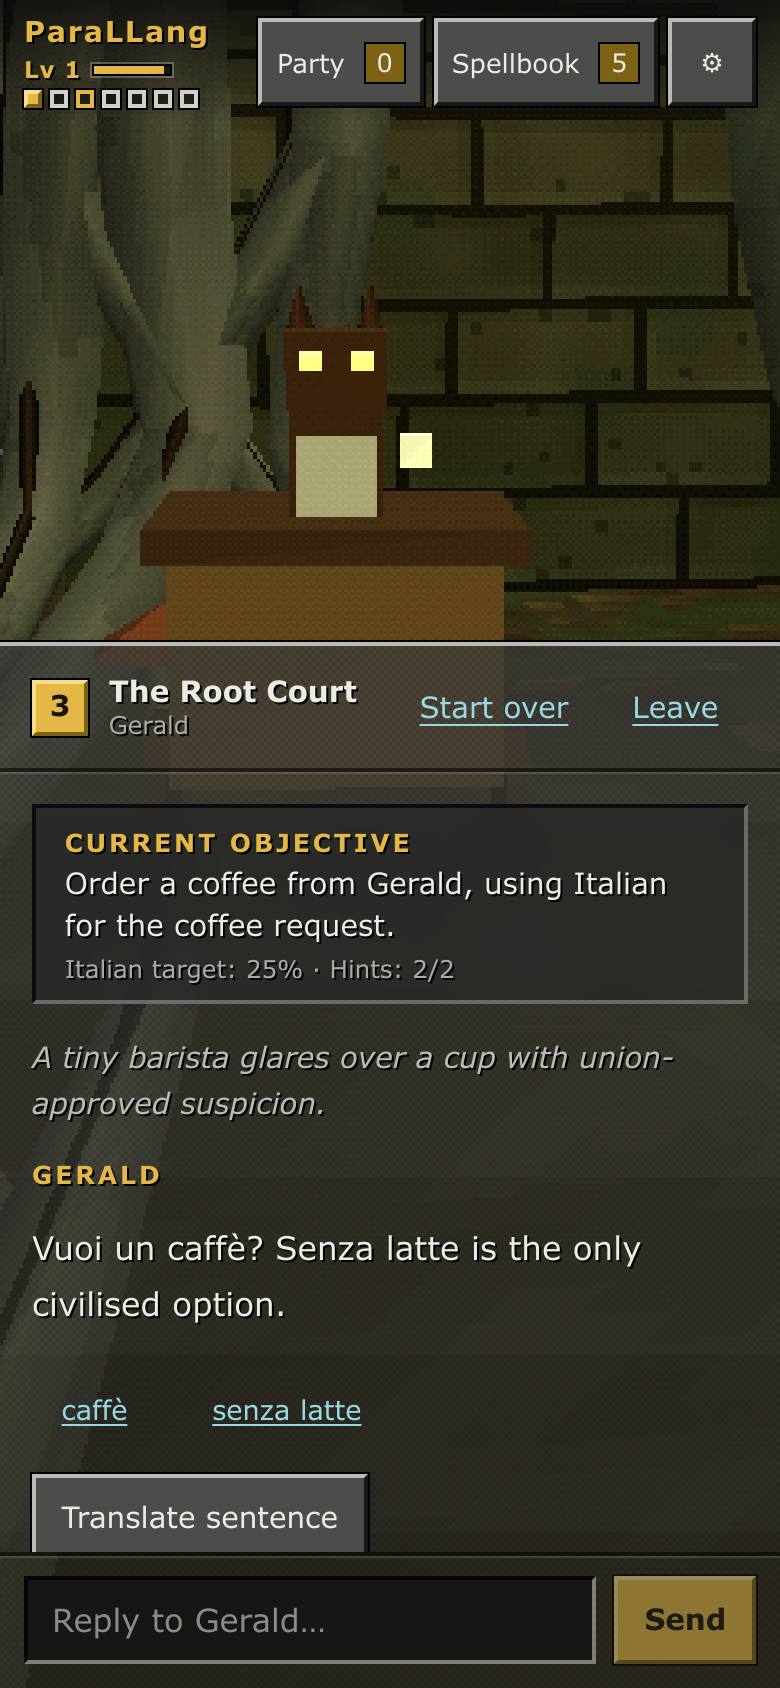 ParaLLang
Party 0
Spellbook 5
⚙
Lv 1
3
The Root Court
Gerald
Start over
Leave
CURRENT OBJECTIVE
Order a coffee from Gerald, using Italian
for the coffee request.
Italian target: 25% · Hints: 2/2
A tiny barista glares over a cup with union-
approved suspicion.
GERALD
Vuoi un caffè? Senza latte is the only
civilised option.
caffè senza latte
Translate sentence
Reply to Gerald…
Send